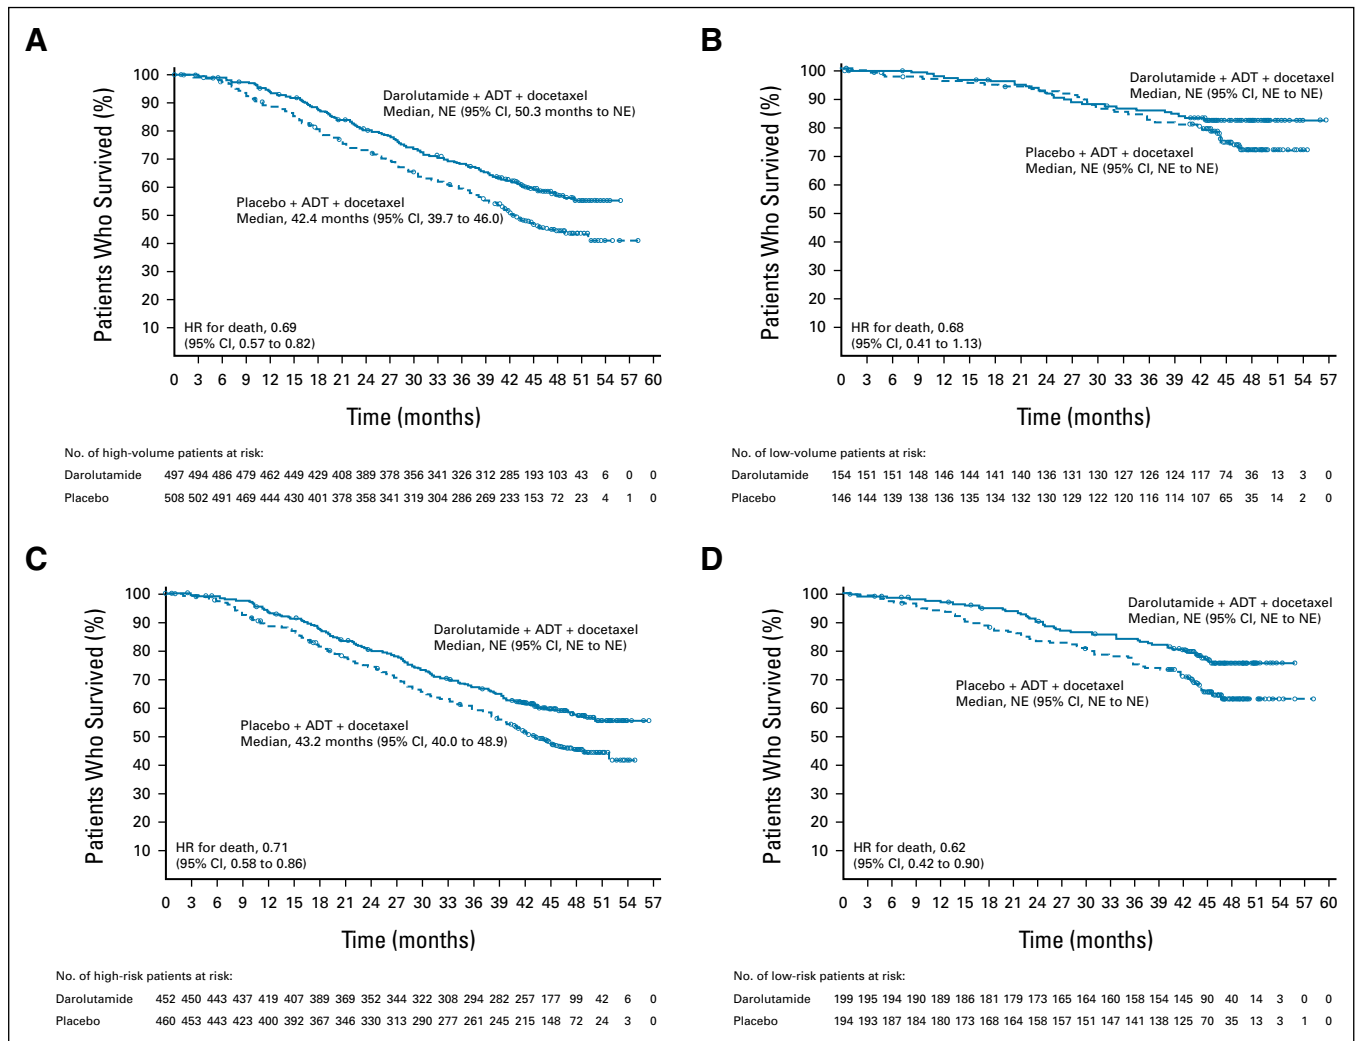 A
Patients Who Survived (%)
100
90
80
70
60
50
40
30
20
10
Darolutamide + ADT + docetaxel
Median, NE (95% CI, 50.3 months to NE)
Placebo + ADT + docetaxel
Median, 42.4 months (95% CI, 39.7 to 46.0)
HR for death, 0.69
(95% CI, 0.57 to 0.82)
0 3 6 9 12 15 18 21 24 27 30 33 36 39 42 45 48 51 54 57 60
Time (months)
No. of high-volume patients at risk:
Darolutamide 497 494 486 479 462 449 429 408 389 378 356 341 326 312 285 193 103 43 6 0 0
Placebo 508 502 491 469 444 430 401 378 358 341 319 304 286 269 233 153 72 23 4 1 0
B
Patients Who Survived (%)
100
90
80
70
60
50
40
30
20
10
Darolutamide + ADT + docetaxel
Median, NE (95% CI, NE to NE)
Placebo + ADT + docetaxel
Median, NE (95% CI, NE to NE)
HR for death, 0.68
(95% CI, 0.41 to 1.13)
0 3 6 9 12 15 18 21 24 27 30 33 36 39 42 45 48 51 54 57
Time (months)
No. of low-volume patients at risk:
Darolutamide 154 151 151 148 146 144 141 140 136 131 130 127 126 124 117 74 36 13 3 0
Placebo 146 144 139 138 136 135 134 132 130 129 122 120 116 114 107 65 35 14 2 0
C
Patients Who Survived (%)
100
90
80
70
60
50
40
30
20
10
Darolutamide + ADT + docetaxel
Median, NE (95% CI, NE to NE)
Placebo + ADT + docetaxel
Median, 43.2 months (95% CI, 40.0 to 48.9)
HR for death, 0.71
(95% CI, 0.58 to 0.86)
0 3 6 9 12 15 18 21 24 27 30 33 36 39 42 45 48 51 54 57
Time (months)
No. of high-risk patients at risk:
Darolutamide 452 450 443 437 419 407 389 369 352 344 322 308 294 282 257 177 99 42 6 0
Placebo 460 453 443 423 400 392 367 346 330 313 290 277 261 245 215 148 72 24 3 0
D
Patients Who Survived (%)
100
90
80
70
60
50
40
30
20
10
Darolutamide + ADT + docetaxel
Median, NE (95% CI, NE to NE)
Placebo + ADT + docetaxel
Median, NE (95% CI, NE to NE)
HR for death, 0.62
(95% CI, 0.42 to 0.90)
0 3 6 9 12 15 18 21 24 27 30 33 36 39 42 45 48 51 54 57 60
Time (months)
No. of low-risk patients at risk:
Darolutamide 199 195 194 190 189 186 181 179 173 165 164 160 158 154 145 90 40 14 3 0 0
Placebo 194 193 187 184 180 173 168 164 158 157 151 147 141 138 125 70 35 13 3 1 0